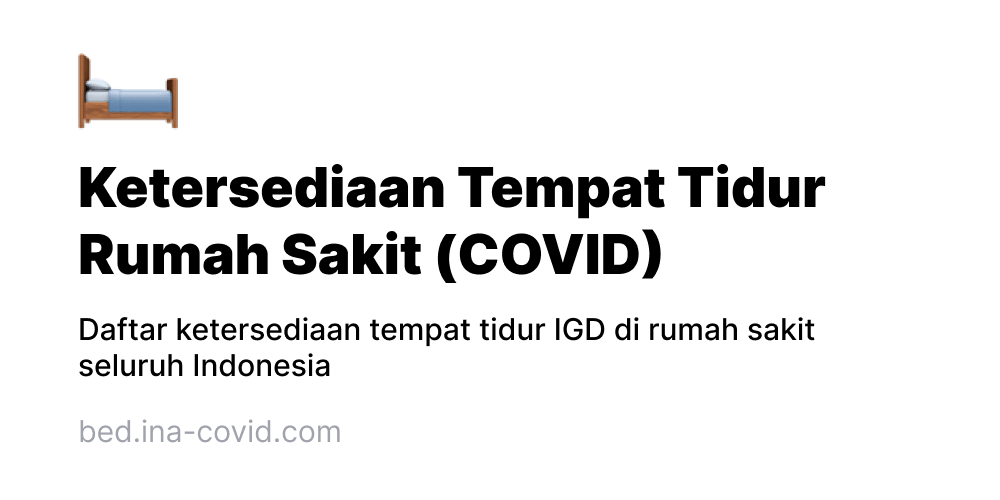 Ketersediaan Tempat Tidur
Rumah Sakit (COVID)
Daftar ketersediaan tempat tidur IGD di rumah sakit
seluruh Indonesia
bed.ina-covid.com